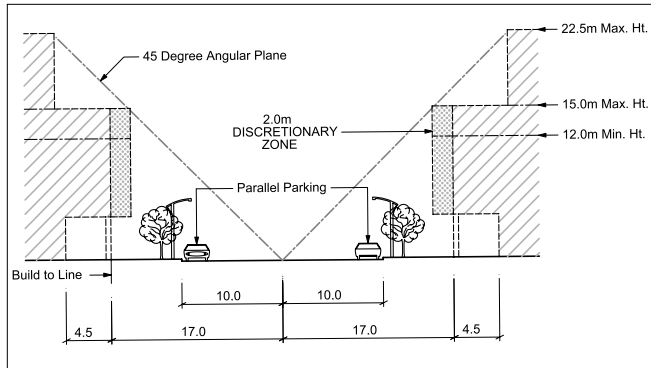 22.5m Max. Ht.
45 Degree Angular Plane
15.0m Max. Ht.
2.0m
DISCRETIONARY
ZONE
12.0m Min. Ht.
Parallel Parking
Build to Line
10.0 10.0
4.5 17.0 17.0 4.5